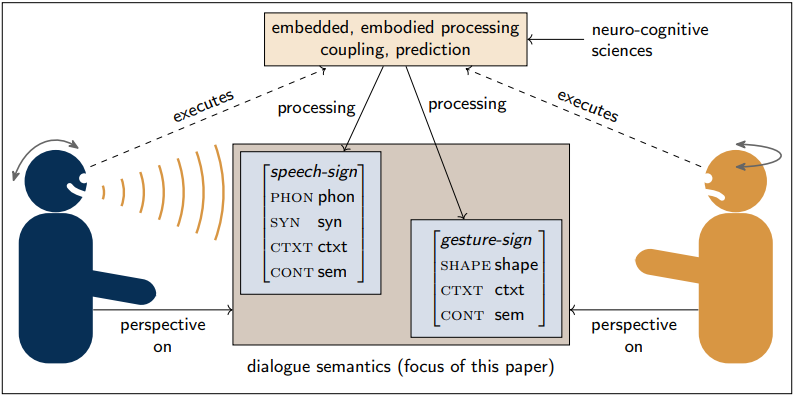 embedded, embodied processing
coupling, prediction
neuro-cognitive
sciences
executes
processing
processing
executes
speech-sign
PHON phon
SYN syn
CTXT ctxt
CONT sem
gesture-sign
SHAPE shape
CTXT ctxt
CONT sem
perspective
on
perspective
on
dialogue semantics (focus of this paper)